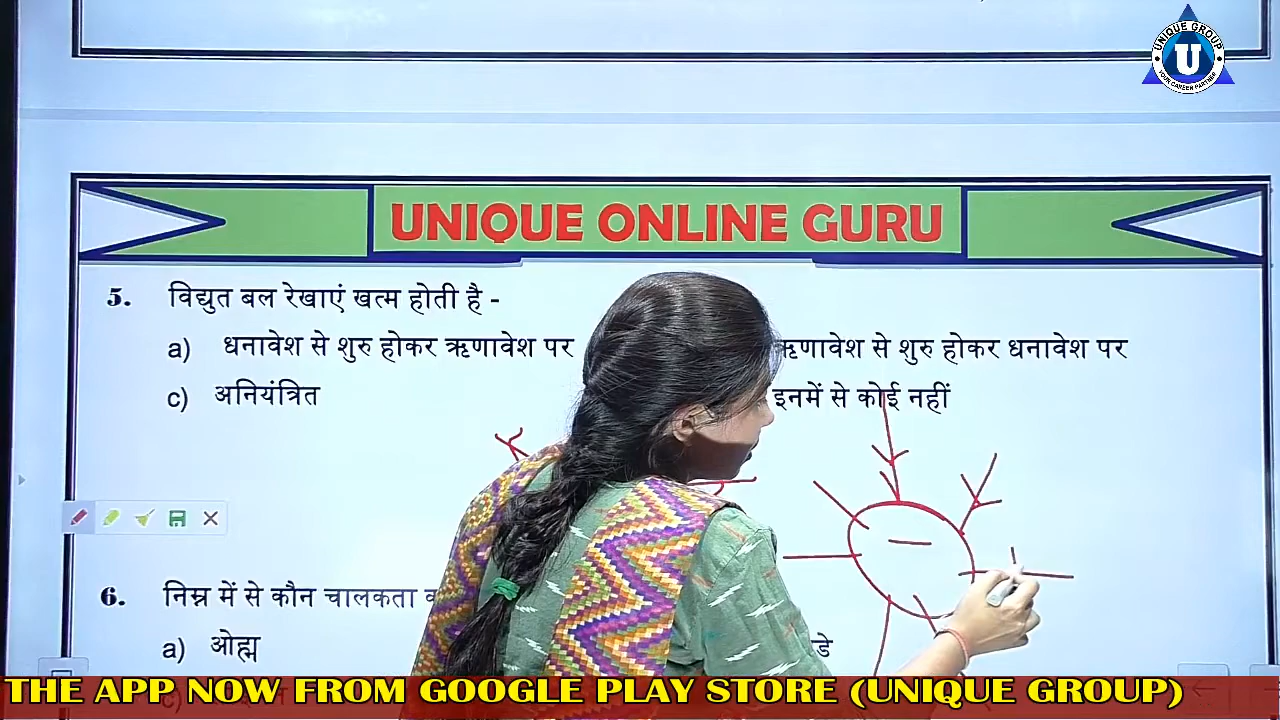 UNIQUE GROUP
U
YOUR CAREER PARTNER
UNIQUE ONLINE GURU
5. विद्युत बल रेखाएं खत्म होती है -
a) धनावेश से शुरु होकर ऋणावेश पर ऋणावेश से शुरु होकर धनावेश पर
c) अनियंत्रित इनमें से कोई नहीं
6. निम्न में से कौन चालकता
a) ओह्म
THE APP NOW FROM GOOGLE PLAY STORE (UNIQUE GROUP)